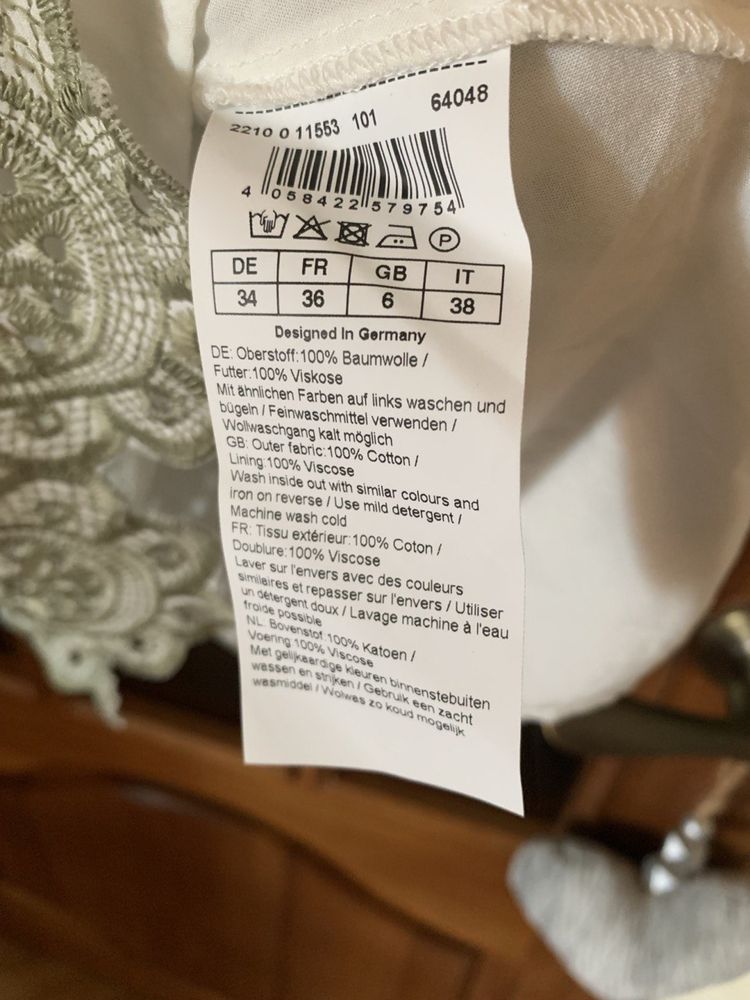 2210 0 11553 101 64048
4 058422 579754
P
DE FR GB IT
34 36 6 38
Designed In Germany
DE: Oberstoff:100% Baumwolle /
Futter:100% Viskose
Mit ähnlichen Farben auf links waschen und
bügeln / Feinwaschmittel verwenden /
Wollwaschgang kalt möglich
GB: Outer fabric:100% Cotton /
Lining:100% Viscose
Wash inside out with similar colours and
iron on reverse / Use mild detergent /
Machine wash cold
FR: Tissu extérieur:100% Coton /
Doublure:100% Viscose
Laver sur l'envers avec des couleurs
similaires et repasser sur l'envers / Utiliser
un détergent doux / Lavage machine à l'eau
froide possible
NL: Bovenstof:100% Katoen /
Voering 100% Viscose
Met gelijkaardige kleuren binnenstebuiten
wassen en strijken / Gebruik een zacht
wasmiddel / Wolwas zo koud mogelijk